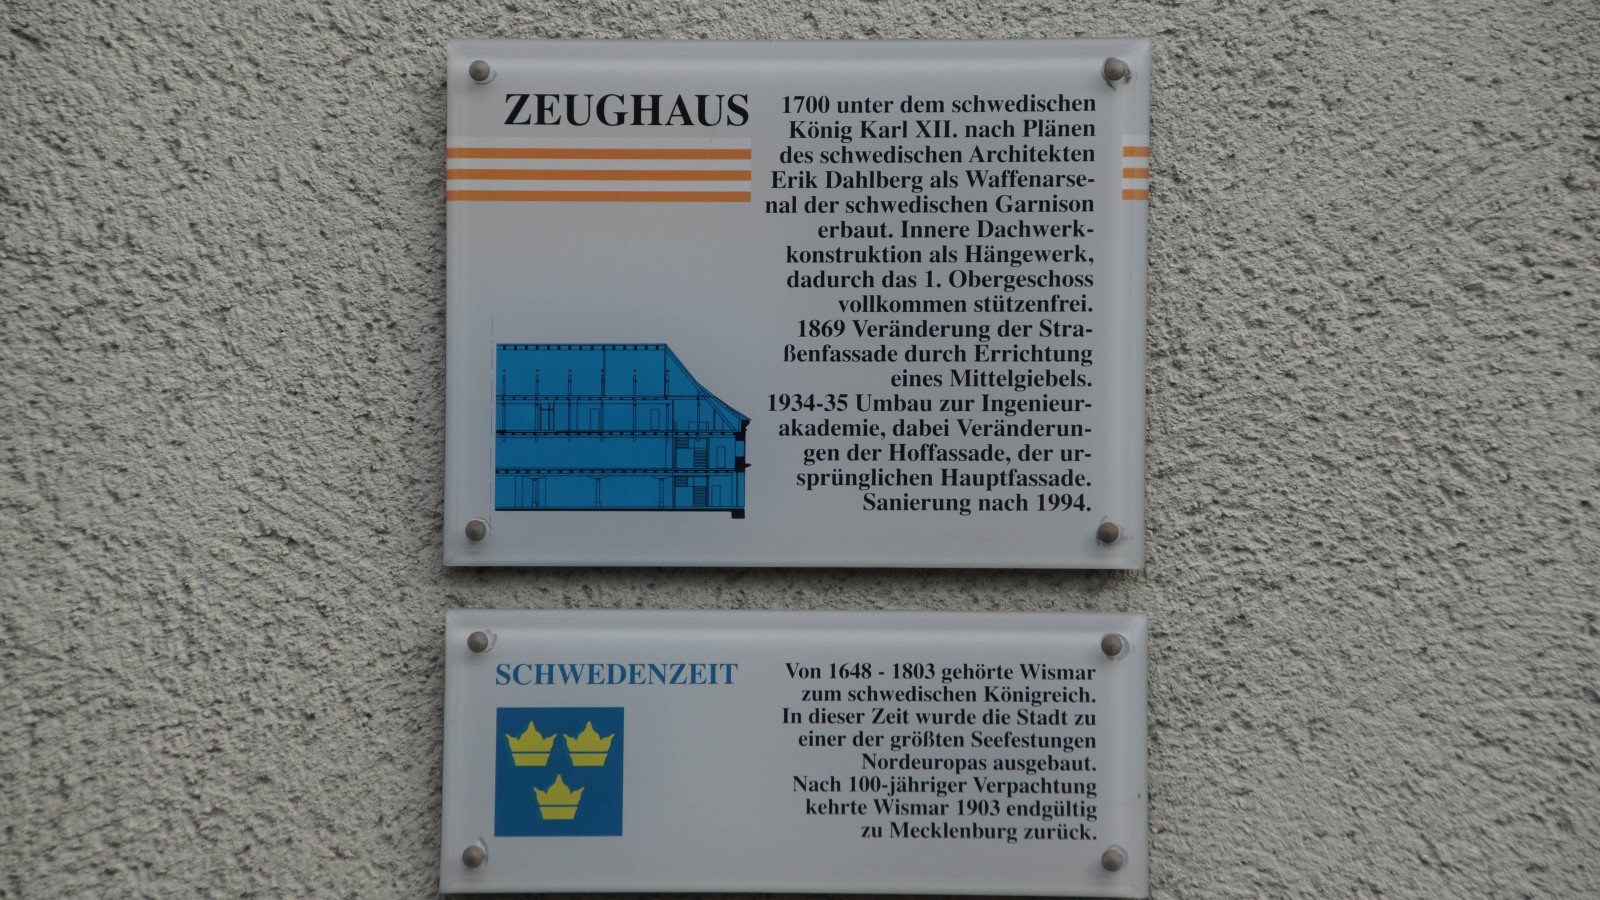 ZEUGHAUS
1700 unter dem schwedischen
König Karl XII. nach Plänen
des schwedischen Architekten
Erik Dahlberg als Waffenarse-
nal der schwedischen Garnison
erbaut. Innere Dachwerk-
konstruktion als Hängewerk,
dadurch das 1. Obergeschoss
vollkommen stützenfrei.
1869 Veränderung der Stra-
ßenfassade durch Errichtung
eines Mittelgiebels.
1934-35 Umbau zur Ingenieur-
akademie, dabei Veränderun-
gen der Hoffassade, der ur-
sprünglichen Hauptfassade.
Sanierung nach 1994.
SCHWEDENZEIT
Von 1648 - 1803 gehörte Wismar
zum schwedischen Königreich.
In dieser Zeit wurde die Stadt zu
einer der größten Seefestungen
Nordeuropas ausgebaut.
Nach 100-jähriger Verpachtung
kehrte Wismar 1903 endgültig
zu Mecklenburg zurück.